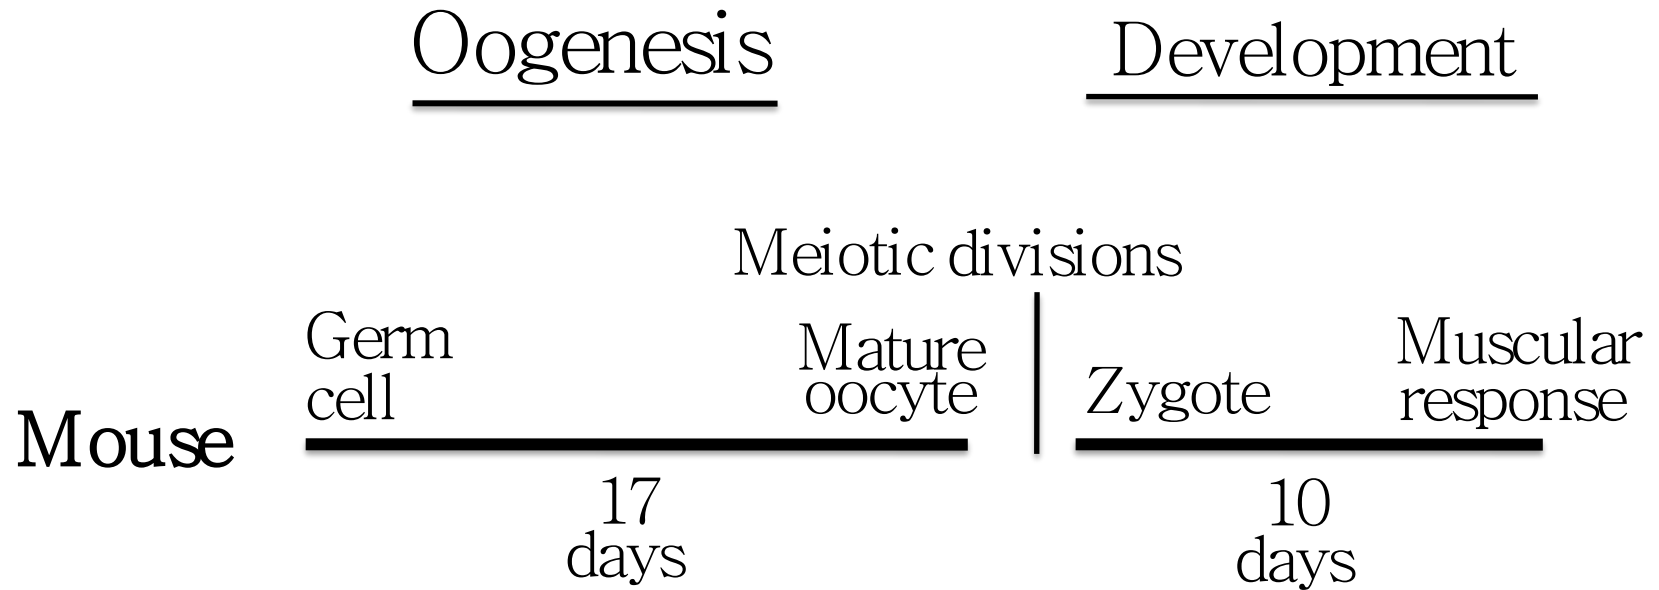 Oogenesis
Development
Meiotic divisions
Germ
cell
Mature
oocyte
Zygote
Muscular
response
Mouse
17
days
10
days